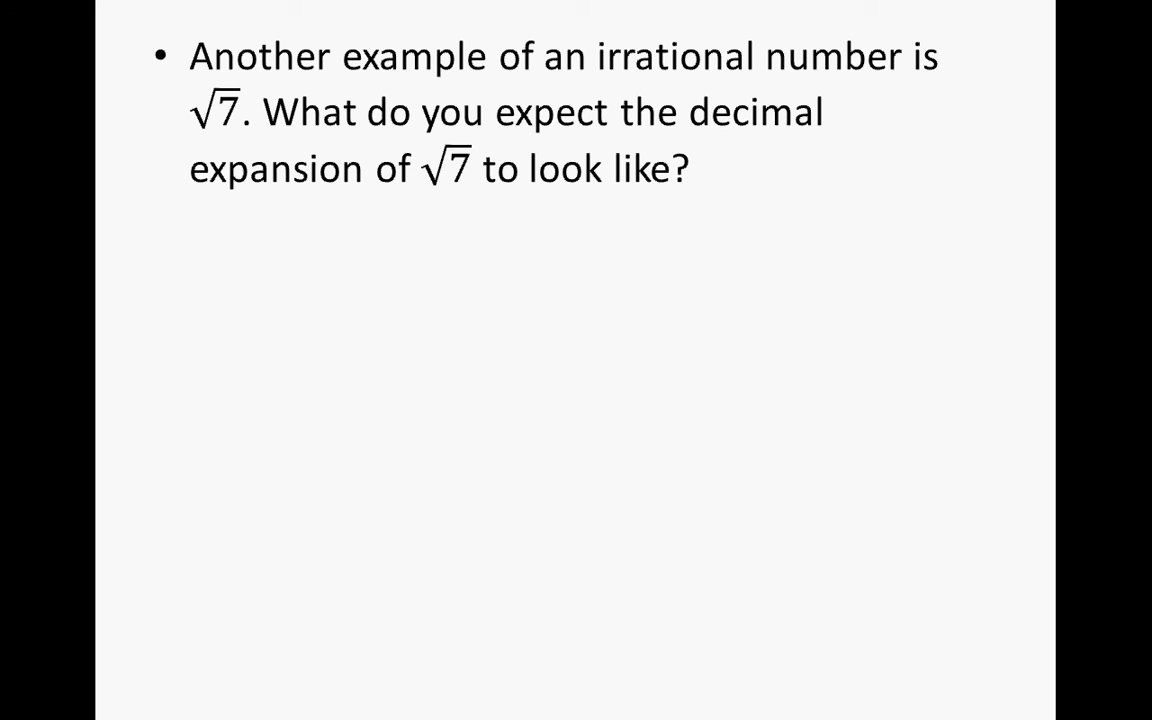 • Another example of an irrational number is
√7. What do you expect the decimal
expansion of √7 to look like?